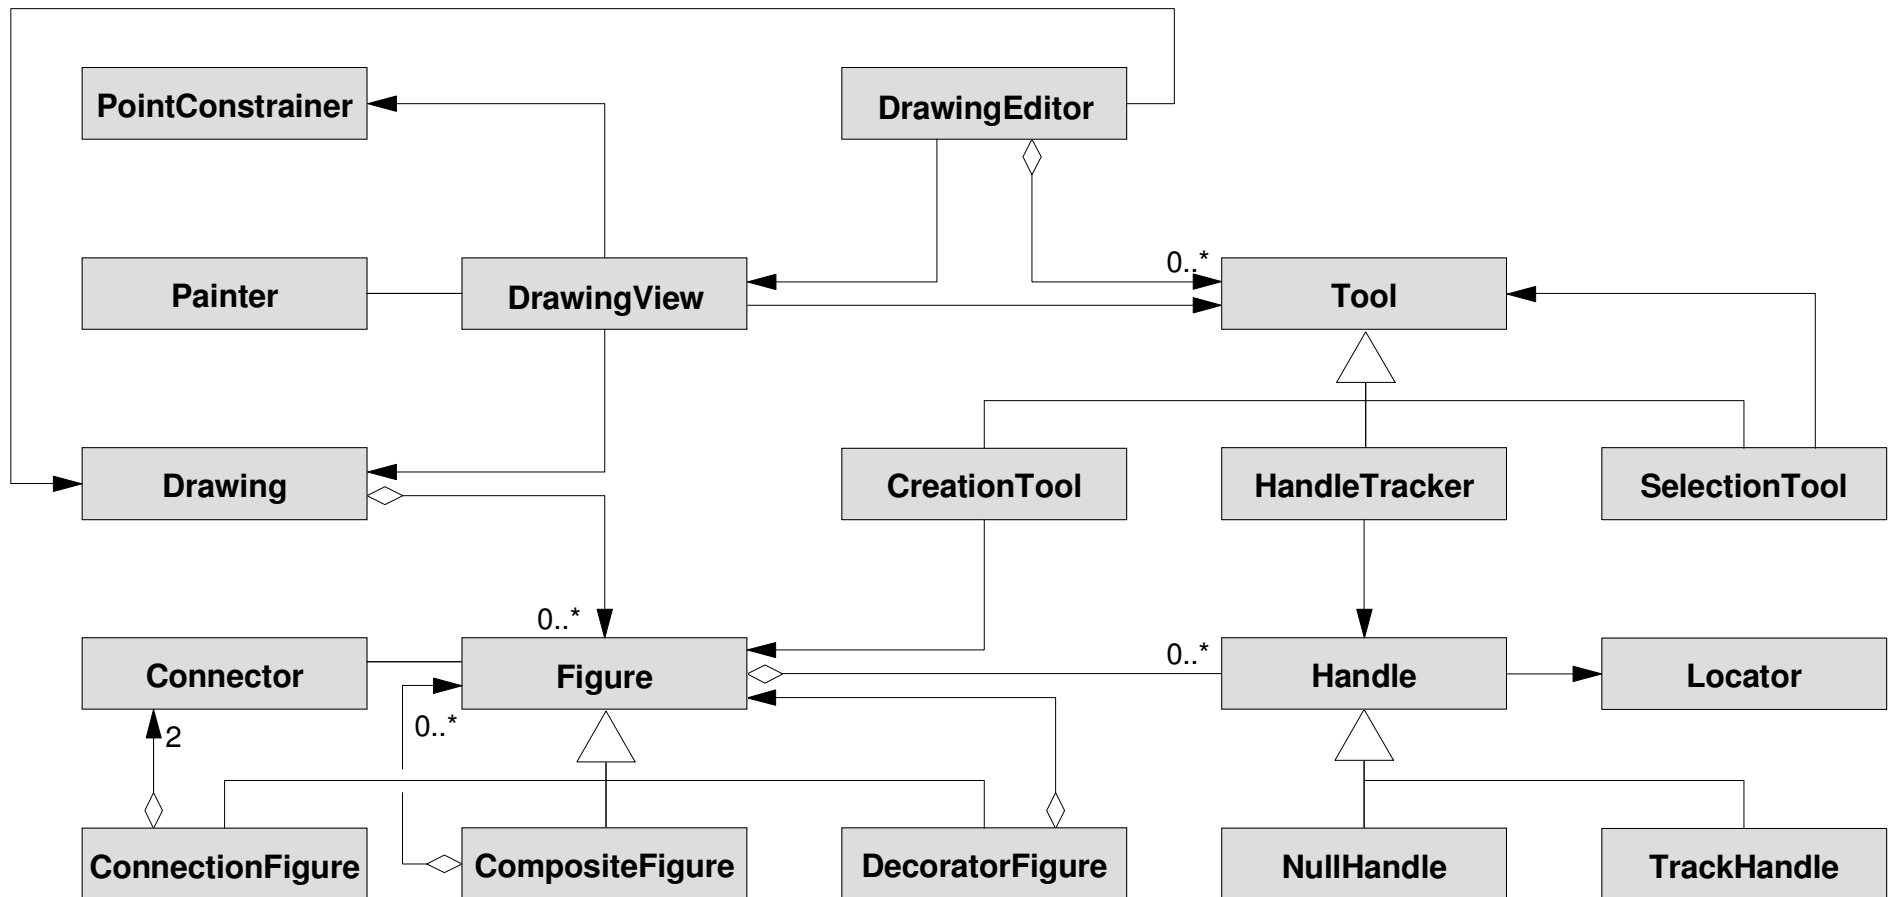 PointConstrainer
DrawingEditor
0..*
Painter
DrawingView
Tool
Drawing
CreationTool
HandleTracker
SelectionTool
0..*
0..*
Connector
Figure
Handle
Locator
0..*
2
ConnectionFigure
CompositeFigure
DecoratorFigure
NullHandle
TrackHandle